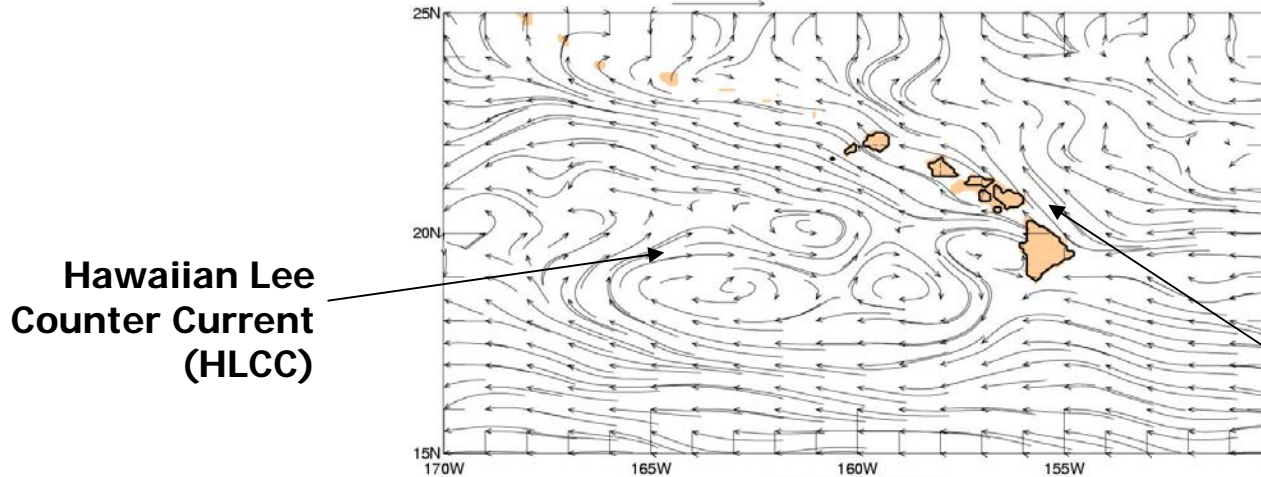 25N
Hawaiian Lee
Counter Current
(HLCC)
20N
15N
170W
165W
160W
155W